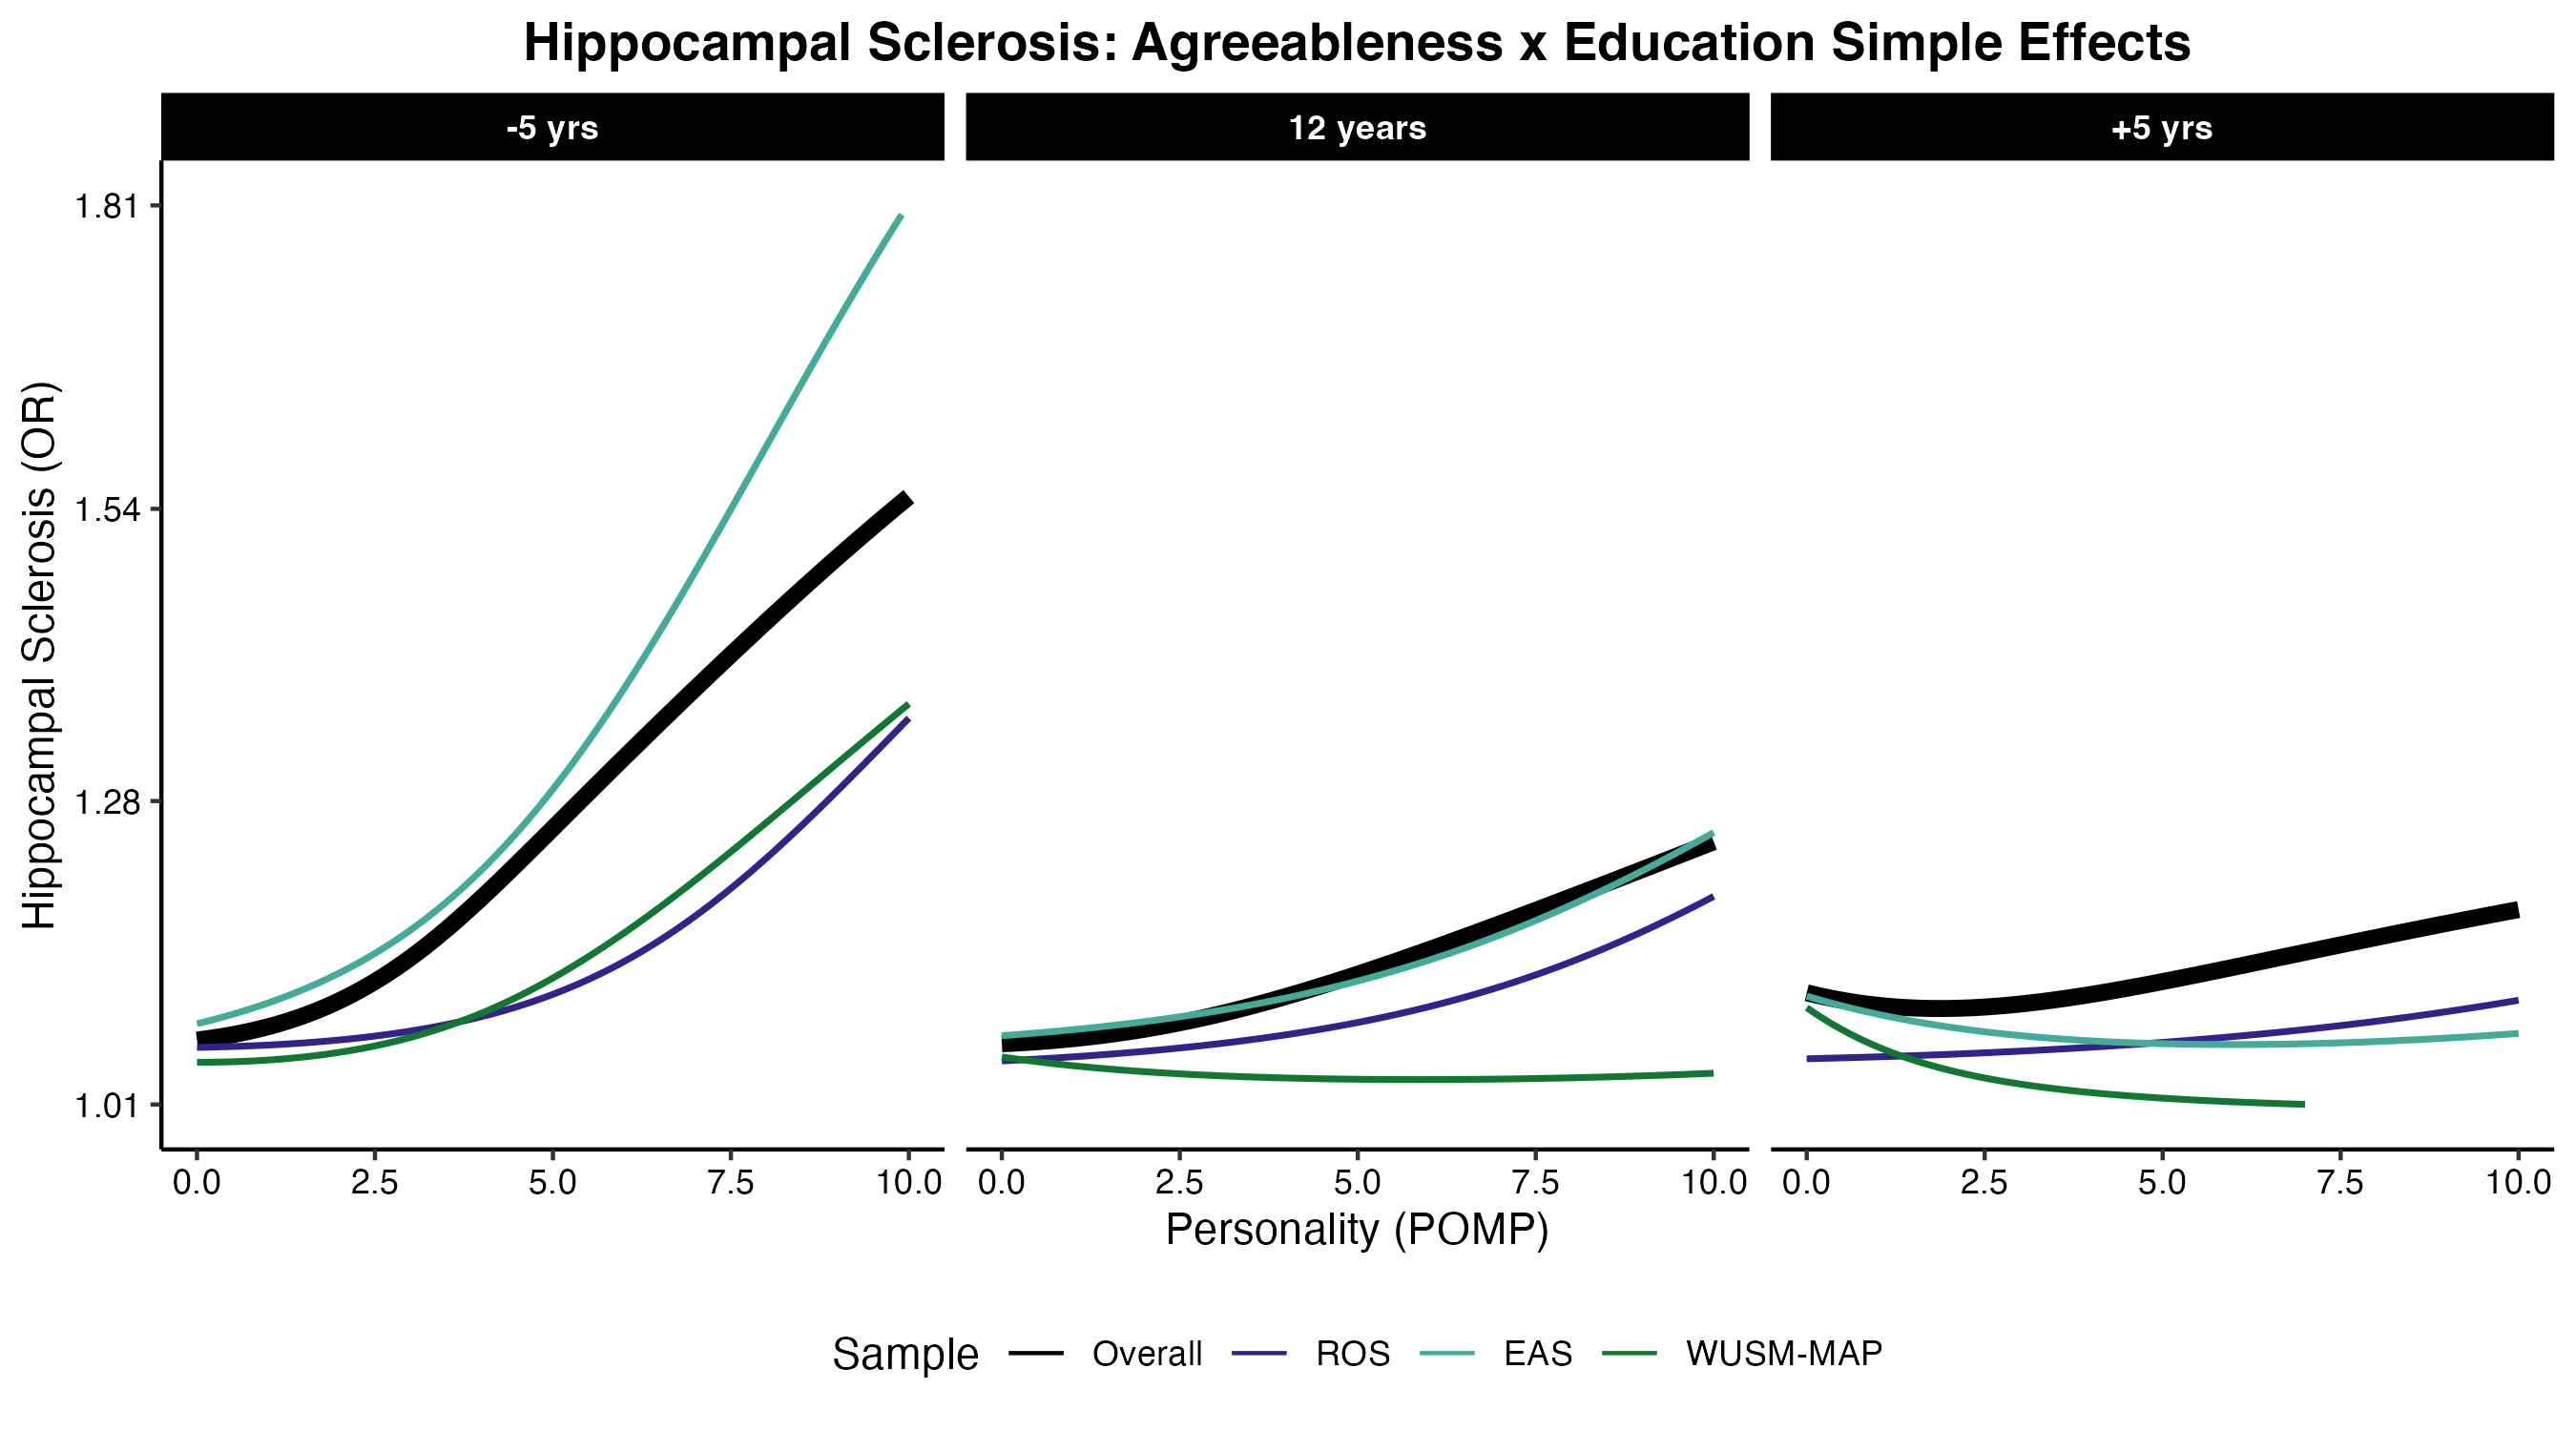 Hippocampal Sclerosis: Agreeableness x Education Simple Effects
-5 yrs
12 years
+5 yrs
Hippocampal Sclerosis (OR)
1.81
1.54
1.28
1.01
0.0 2.5 5.0 7.5 10.0
0.0 2.5 5.0 7.5 10.0
0.0 2.5 5.0 7.5 10.0
Personality (POMP)
Sample Overall ROS EAS WUSM-MAP